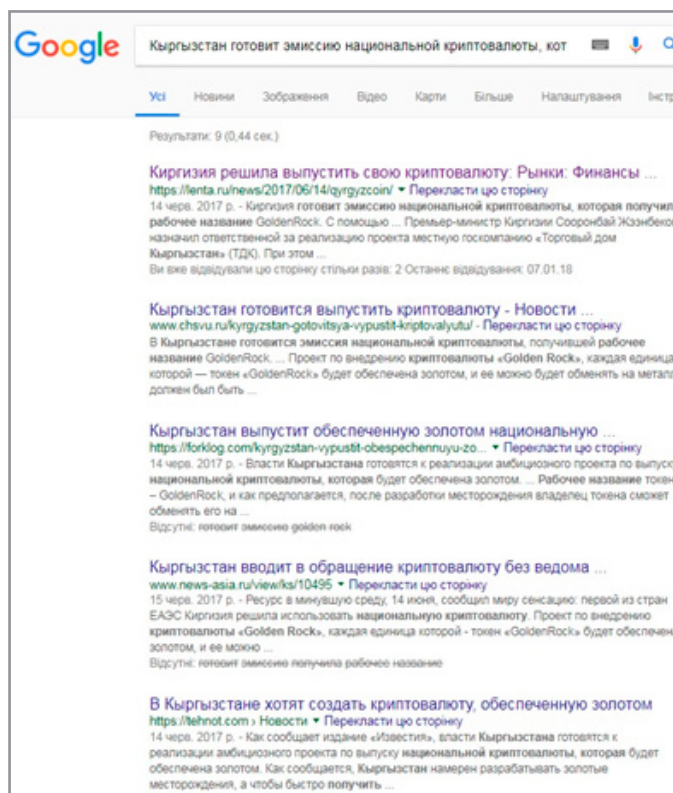 Google
Кыргызстан готовит эмиссию национальной криптовалюты, кот
Усі Новини Зображення Відео Карти Більше Налаштування Інстр
Результати: 9 (0,44 сек.)
Киргизия решила выпустить свою криптовалюту: Рынки: Финансы ...
https://lenta.ru/news/2017/06/14/qyrgyzcoin/ ▼ Перекласти цю сторінку
14 черв. 2017 р. - Киргизия готовит эмиссию национальной криптовалюты, которая получил
рабочее название GoldenRock. С помощью ... Премьер-министр Киргизии Сооронбай Жээнбеков
назначил ответственной за реализацию проекта местную госкомпанию «Торговый дом
Кыргызстан» (ТДК). При этом ...
Ви вже відвідували цю сторінку стільки разів: 2 Останнє відвідування: 07.01.18
Кыргызстан готовится выпустить криптовалюту - Новости ...
www.chsvu.ru/kyrgyzstan-gotovitsya-vypustit-kriptovalyutu/ - Перекласти цю сторінку
В Кыргызстане готовится эмиссия национальной криптовалюты, получившей рабочее
название GoldenRock. ... Проект по внедрению криптовалюты «Golden Rock», каждая единица
которой — токен «GoldenRock» будет обеспечена золотом, и ее можно будет обменять на метал
должен был быть ...
Кыргызстан выпустит обеспеченную золотом национальную ...
https://forklog.com/kyrgyzstan-vypustit-obespechennuyu-zo... ▼ Перекласти цю сторінку
14 черв. 2017 р. - Власти Кыргызстана готовятся к реализации амбициозного проекта по выпуску
национальной криптовалюты, которая будет обеспечена золотом. ... Рабочее название токен
– GoldenRock, и как предполагается, после разработки месторождения владелец токена сможет
обменять его на ...
Відсутні: готовит эмиссию golden rock
Кыргызстан вводит в обращение криптовалюту без ведома ...
www.news-asia.ru/view/ks/10495 ▼ Перекласти цю сторінку
15 черв. 2017 р. - Ресурс в минувшую среду, 14 июня, сообщил миру сенсацию: первой из стран
ЕАЭС Киргизия решила использовать национальную криптовалюту. Проект по внедрению
криптовалюты «Golden Rock», каждая единица которой - токен «GoldenRock» будет обеспечен
золотом, и ее можно ...
Відсутні: готовит эмиссию получила рабочее название
В Кыргызстане хотят создать криптовалюту, обеспеченную золотом
https://tehnot.com › Новости ▼ Перекласти цю сторінку
14 черв. 2017 р. - Как сообщает издание «Известия», власти Кыргызстана готовятся к
реализации амбициозного проекта по выпуску национальной криптовалюты, которая будет
обеспечена золотом. Как сообщается, Кыргызстан намерен разрабатывать золотые
месторождения, а чтобы быстро получить ...